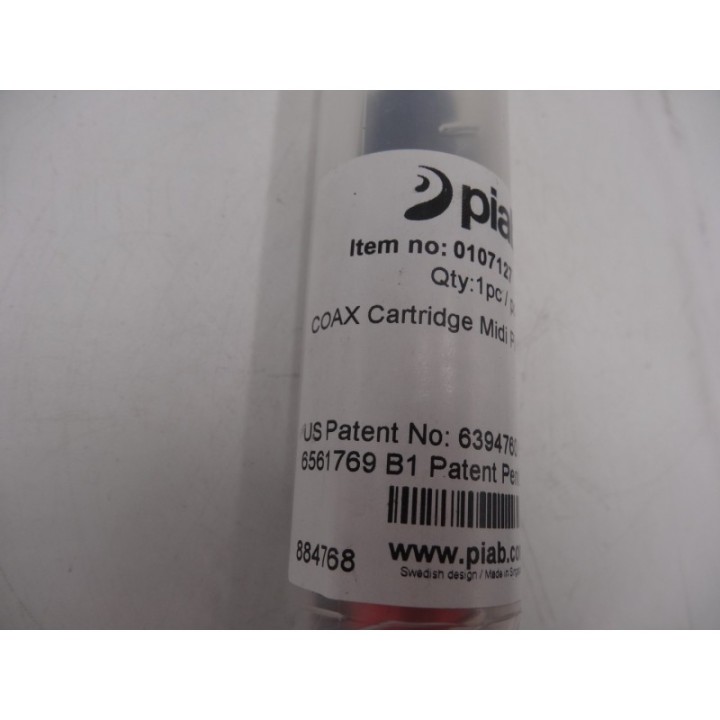 piab
Item no: 0107127
Qty:1pc / p
COAX Cartridge Midi P
US Patent No: 6394760
6561769 B1 Patent Pen
www.piab.co
884768
Swedish design / Made in Singa